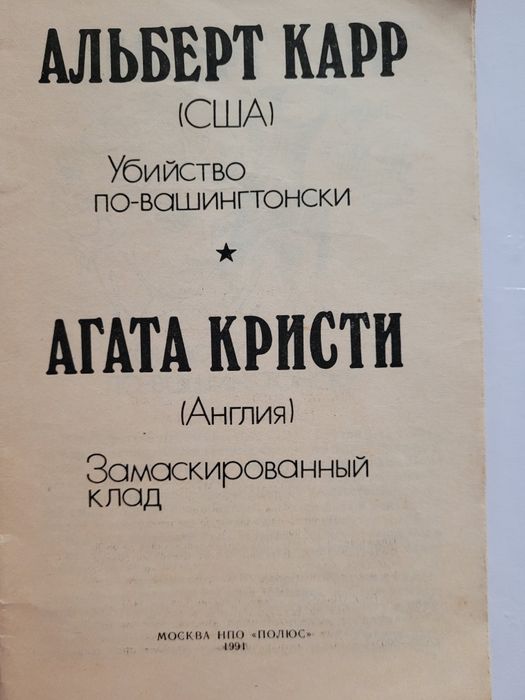 АЛЬБЕРТ КАРР
(США)
Убийство
по-вашингтонски
★
АГАТА КРИСТИ
(Англия)
Замаскированный
клад
МОСКВА НПО «ПОЛЮС»
1991